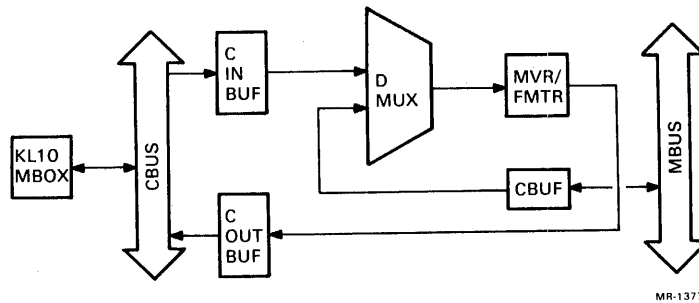 C
IN
BUF
D
MUX
MVR/
FMTR
KL10
MBOX
CBUS
MBUS
CBUF
C
OUT
BUF